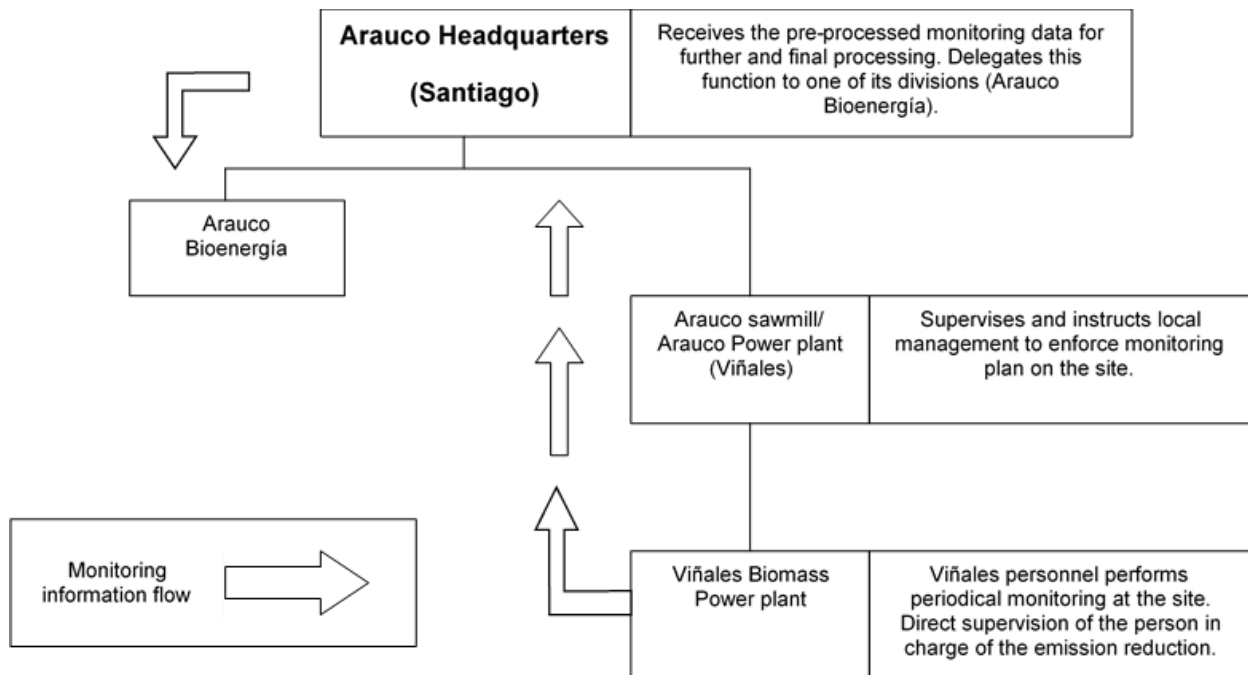 Arauco Headquarters
(Santiago)
Receives the pre-processed monitoring data for
further and final processing. Delegates this
function to one of its divisions (Arauco
Bioenergía).
Arauco
Bioenergía
Arauco sawmill/
Arauco Power plant
(Viñales)
Supervises and instructs local
management to enforce monitoring
plan on the site.
Monitoring
information flow
Viñales Biomass
Power plant
Viñales personnel performs
periodical monitoring at the site.
Direct supervision of the person in
charge of the emission reduction.